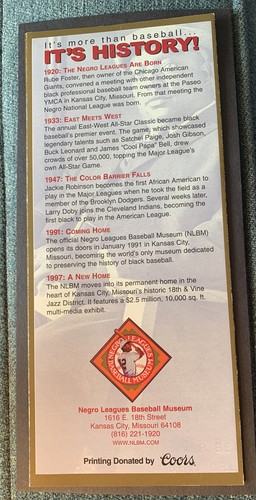 It's more than baseball...
IT'S HISTORY!
1920: The Negro Leagues Are Born
Rube Foster, then owner of the Chicago American
Giants, convened a meeting with other independent
black professional baseball team owners at the Paseo
YMCA in Kansas City, Missouri. From that meeting the
Negro National League was born.
1933: East Meets West
The annual East-West All-Star Classic became black
baseball's premier event. The game, which showcased
legendary talents such as Satchel Paige, Josh Gibson,
Buck Leonard and James "Cool Papa" Bell, drew
crowds of over 50,000, topping the Major League's
own All-Star Game.
1947: The Color Barrier Falls
Jackie Robinson becomes the first African American to
play in the Major Leagues when he took the field as a
member of the Brooklyn Dodgers. Several weeks later,
Larry Doby joins the Cleveland Indians, becoming the
first black to play in the American League.
1991: Coming Home
The official Negro Leagues Baseball Museum (NLBM)
opens its doors in January 1991 in Kansas City,
Missouri, becoming the world's only museum dedicated
to preserving the history of black baseball.
1997: A New Home
The NLBM moves into its permanent home in the
heart of Kansas City, Missouri's historic 18th & Vine
Jazz District. It features a $2.5 million, 10,000 sq. ft.
multi-media exhibit.
NEGRO LEAGUES
BASEBALL MUSEUM
Negro Leagues Baseball Museum
1616 E. 18th Street
Kansas City, Missouri 64108
(816) 221-1920
www.nlbm.com
Printing Donated by Coors